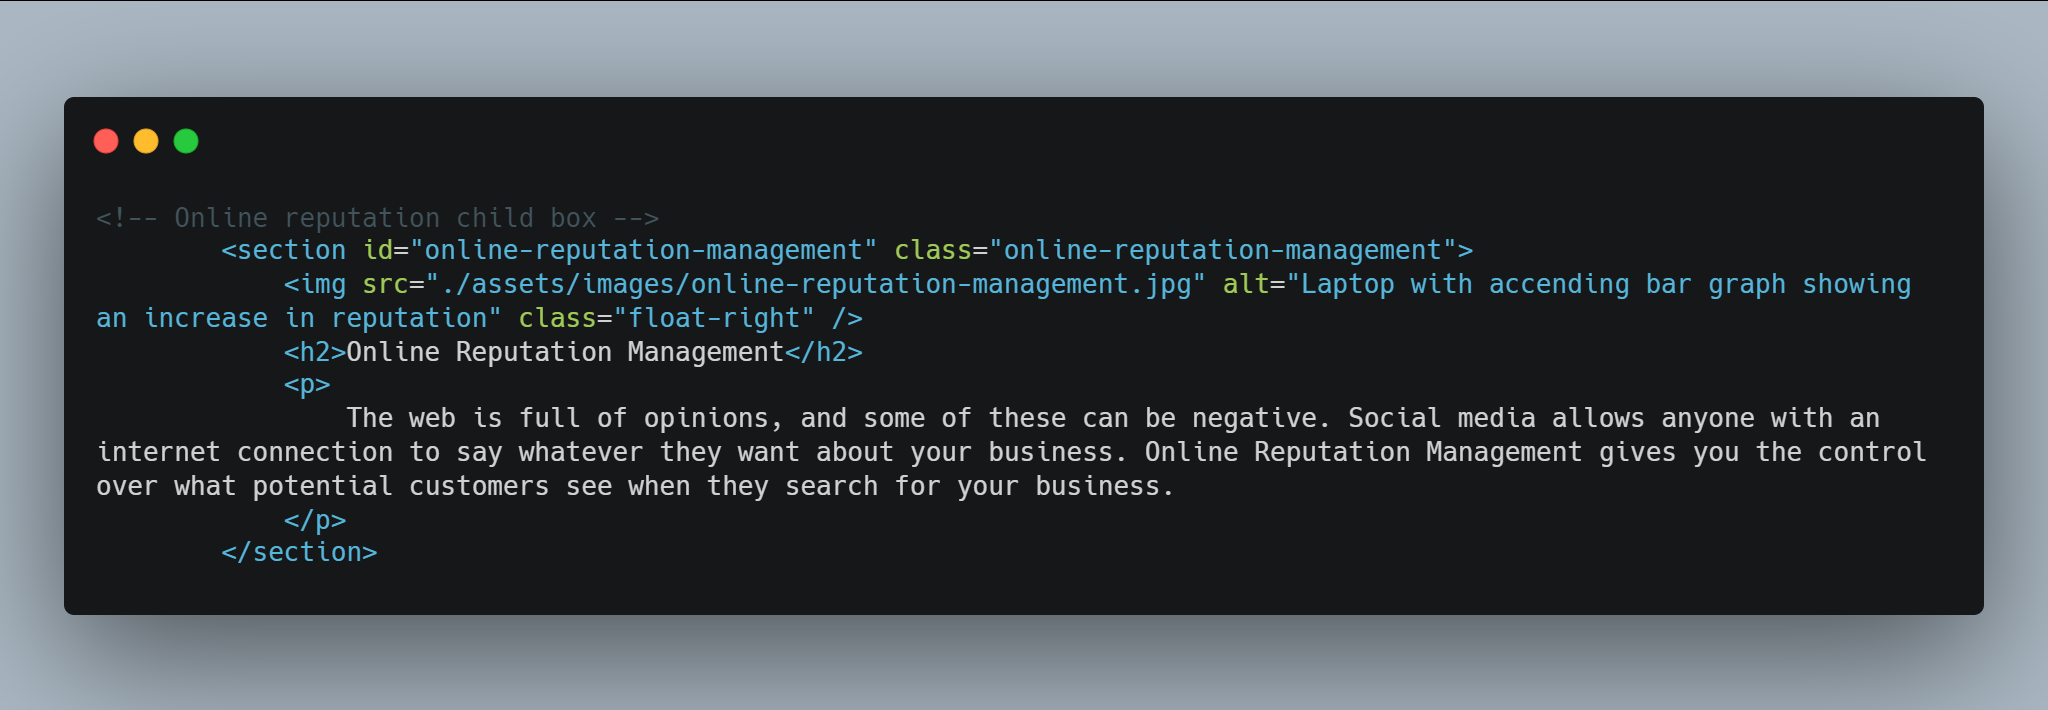 <!-- Online reputation child box -->
<section id="online-reputation-management" class="online-reputation-management">
<img src="./assets/images/online-reputation-management.jpg" alt="Laptop with accending bar graph showing
an increase in reputation" class="float-right" />
<h2>Online Reputation Management</h2>
<p>
The web is full of opinions, and some of these can be negative. Social media allows anyone with an
internet connection to say whatever they want about your business. Online Reputation Management gives you the control
over what potential customers see when they search for your business.
</p>
</section>